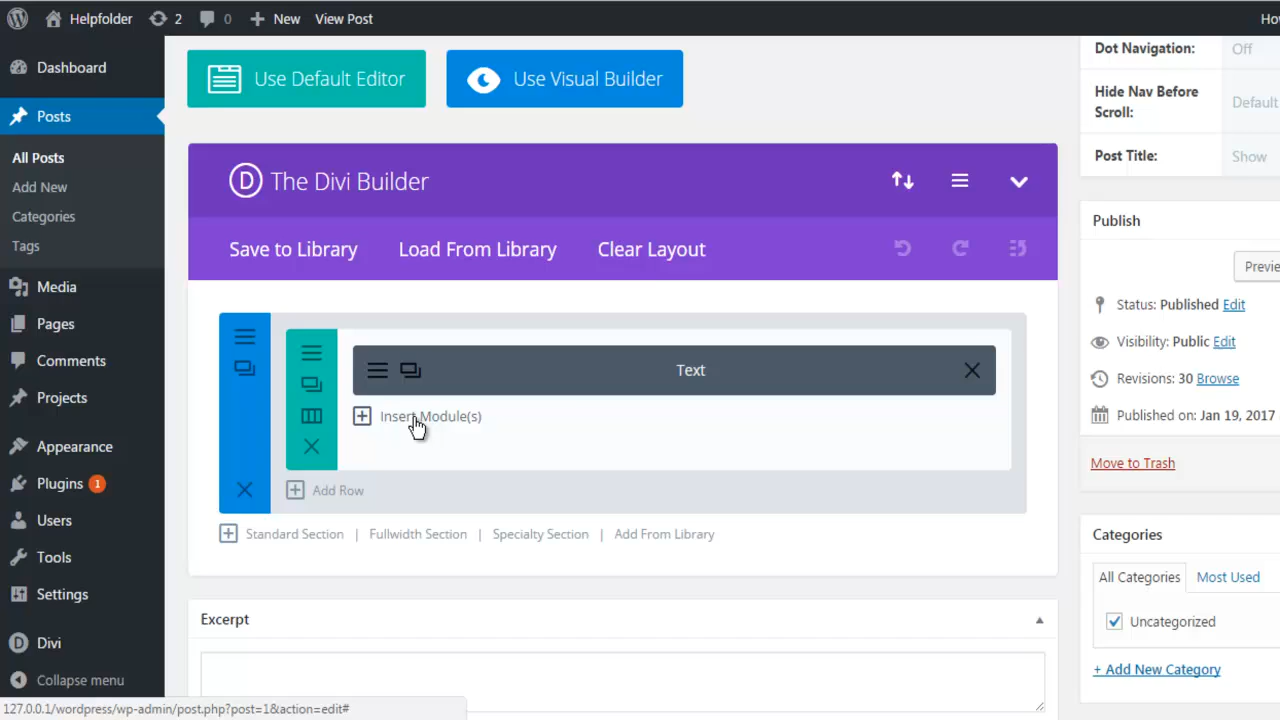 Helpfolder
2
0
New
View Post
Ho
Dashboard
Posts
All Posts
Add New
Categories
Tags
Media
Pages
Comments
Projects
Appearance
Plugins 1
Users
Tools
Settings
Divi
Collapse menu
Use Default Editor
Use Visual Builder
D The Divi Builder
Save to Library
Load From Library
Clear Layout
Text
Insert Module(s)
Add Row
Standard Section | Fullwidth Section | Specialty Section | Add From Library
Excerpt
Dot Navigation: Off
Hide Nav Before
Scroll:
Default
Post Title: Show
Publish
Previe
Status: Published Edit
Visibility: Public Edit
Revisions: 30 Browse
Published on: Jan 19, 2017
Move to Trash
Categories
All Categories
Most Used
Uncategorized
+ Add New Category
127.0.0.1/wordpress/wp-admin/post.php?post=1&action=edit#